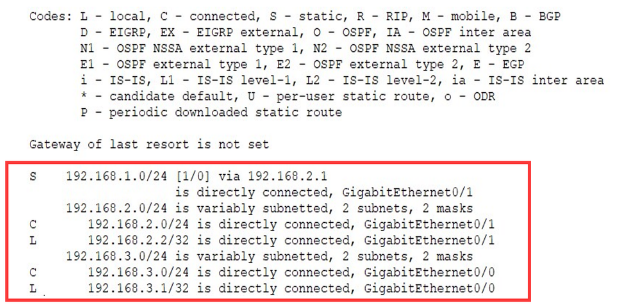 Codes: L - local, C - connected, S - static, R - RIP, M - mobile, B - BGP
D - EIGRP, EX - EIGRP external, O - OSPF, IA - OSPF inter area
N1 - OSPF NSSA external type 1, N2 - OSPF NSSA external type 2
E1 - OSPF external type 1, E2 - OSPF external type 2, E - EGP
i - IS-IS, L1 - IS-IS level-1, L2 - IS-IS level-2, ia - IS-IS inter area
* - candidate default, U - per-user static route, o - ODR
P - periodic downloaded static route
Gateway of last resort is not set
S 192.168.1.0/24 [1/0] via 192.168.2.1
is directly connected, GigabitEthernet0/1
192.168.2.0/24 is variably subnetted, 2 subnets, 2 masks
C 192.168.2.0/24 is directly connected, GigabitEthernet0/1
L 192.168.2.2/32 is directly connected, GigabitEthernet0/1
192.168.3.0/24 is variably subnetted, 2 subnets, 2 masks
C 192.168.3.0/24 is directly connected, GigabitEthernet0/0
L 192.168.3.1/32 is directly connected, GigabitEthernet0/0